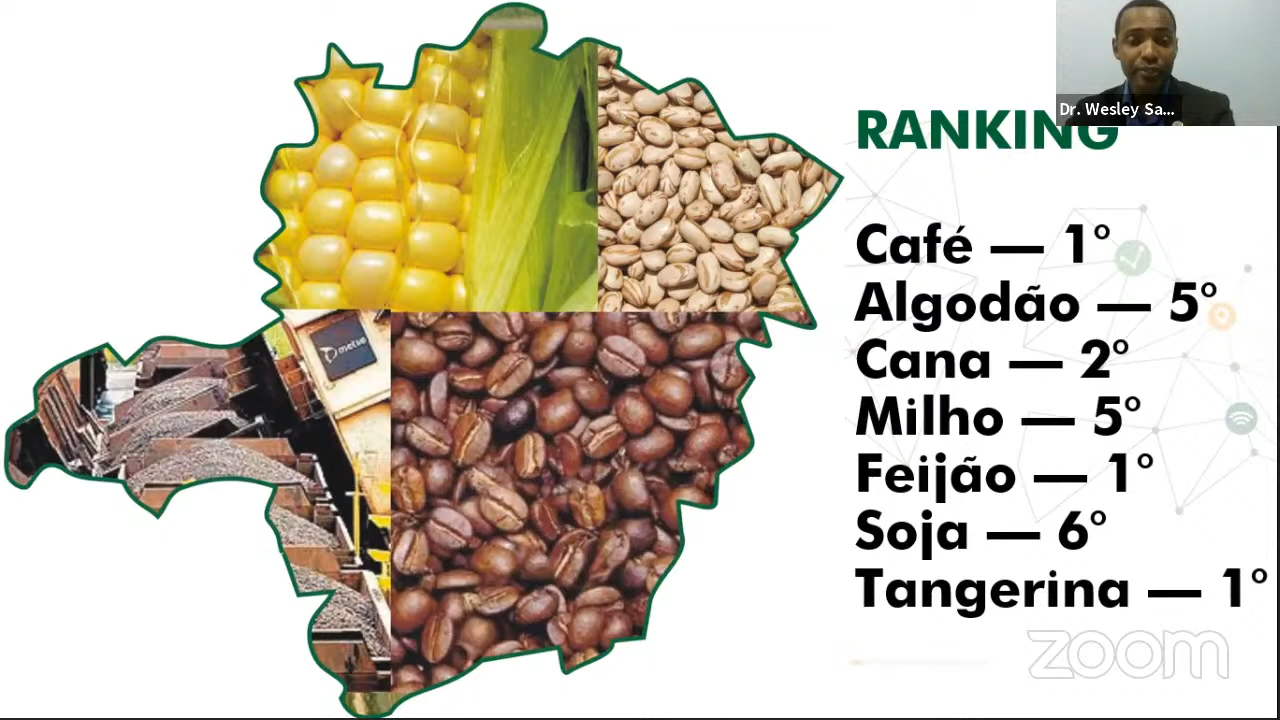 Dr. Wesley Sa...
RANKING
Café — 1°
Algodão — 5°
Cana — 2°
Milho — 5°
Feijão — 1°
Soja — 6°
Tangerina — 1°
metso
zoom